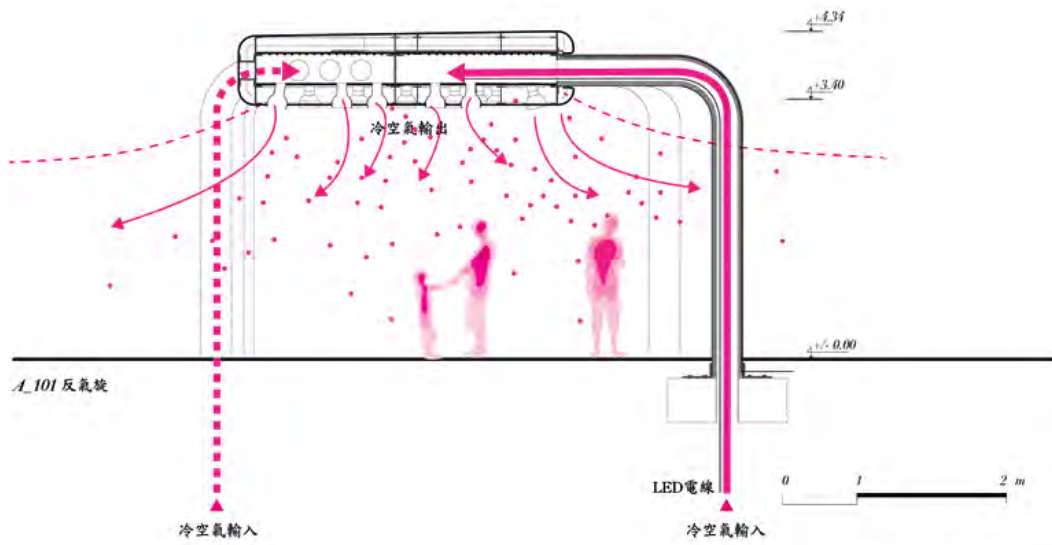 +4.34
+3.40
冷空氣輸出
+/- 0.00
A_101 反氣旋
LED電線
0 1 2 m
冷空氣輸入
冷空氣輸入